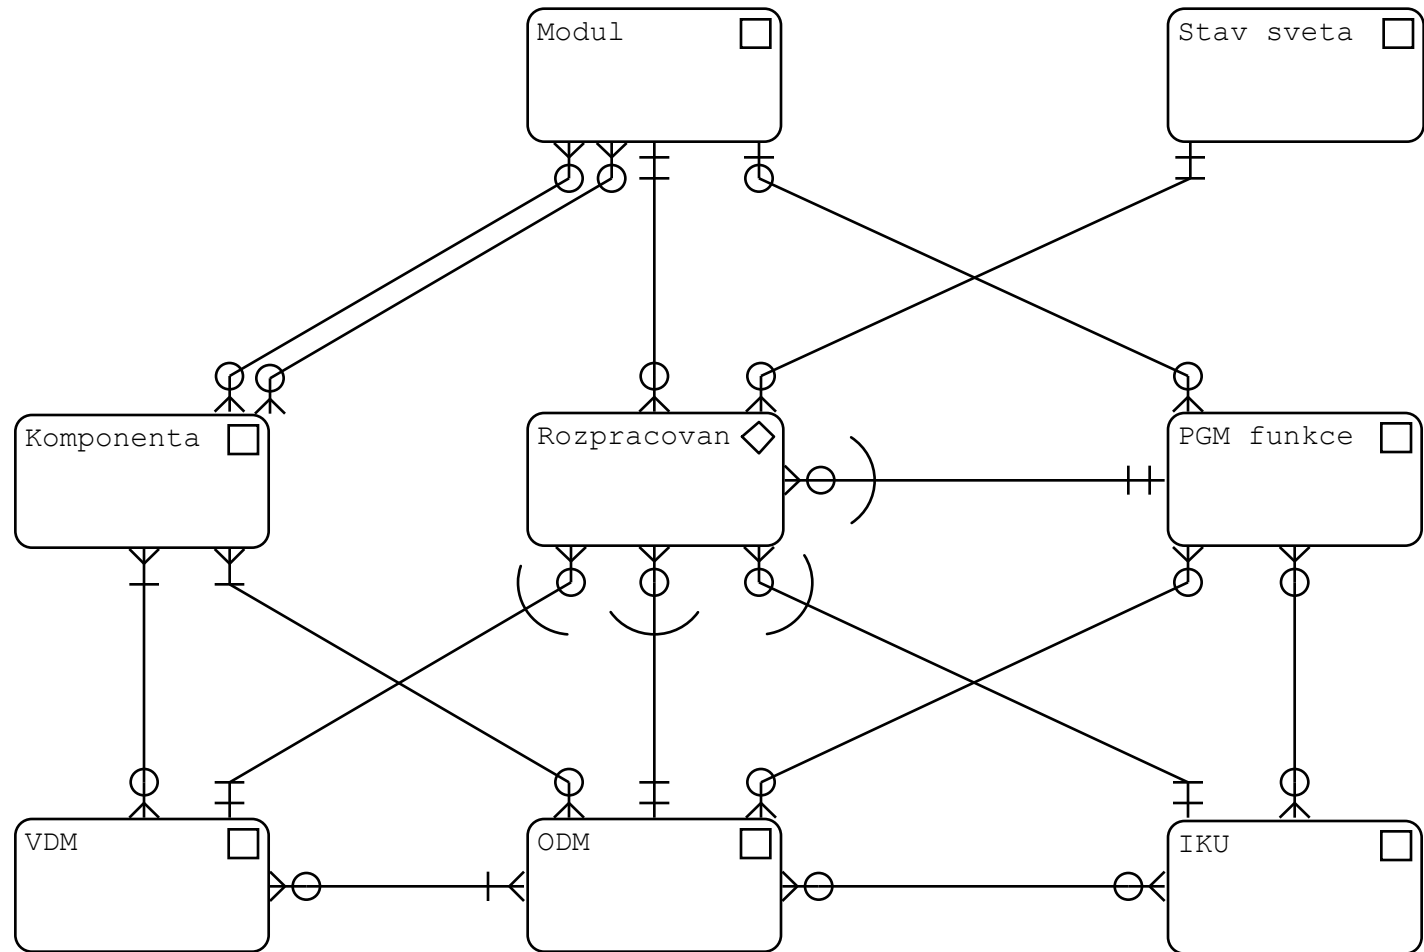 Modul
Stav sveta
Komponenta
Rozpracovan
PGM funkce
VDM
ODM
IKU